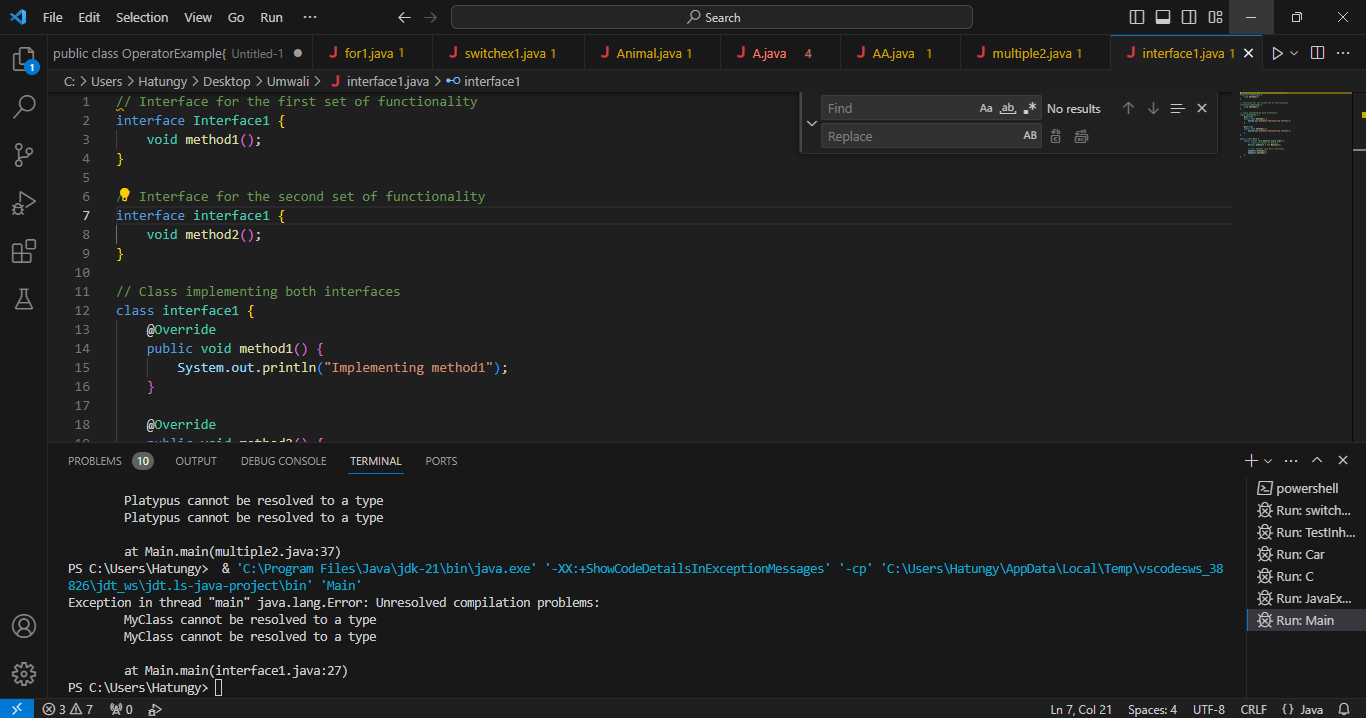 File Edit Selection View Go Run ··· Search
public class OperatorExample{ Untitled-1 ● J for1.java 1 J switchex1.java 1 J Animal.java 1 J A.java 4 J AA.java 1 J multiple2.java 1 J interface1.java 1
C: > Users > Hatungy > Desktop > Umwali > J interface1.java > interface1
Find Aa ab .* No results
Replace AB
1 // Interface for the first set of functionality
2 interface Interface1 {
3 void method1();
4 }
5
6 Interface for the second set of functionality
7 interface interface1 {
8 void method2();
9 }
10
11 // Class implementing both interfaces
12 class interface1 {
13 @Override
14 public void method1() {
15 System.out.println("Implementing method1");
16 }
17
18 @Override
19 public void method2() {
1
PROBLEMS 10 OUTPUT DEBUG CONSOLE TERMINAL PORTS
Platypus cannot be resolved to a type
Platypus cannot be resolved to a type
at Main.main(multiple2.java:37)
PS C:\Users\Hatungy> & 'C:\Program Files\Java\jdk-21\bin\java.exe' '-XX:+ShowCodeDetailsInExceptionMessages' '-cp' 'C:\Users\Hatungy\AppData\Local\Temp\vscodesws_38
826\jdt_ws\jdt.ls-java-project\bin' 'Main'
Exception in thread "main" java.lang.Error: Unresolved compilation problems:
MyClass cannot be resolved to a type
MyClass cannot be resolved to a type
at Main.main(interface1.java:27)
PS C:\Users\Hatungy>
powershell
Run: switch...
Run: TestInh...
Run: Car
Run: C
Run: JavaEx...
Run: Main
3 7 0 Ln 7, Col 21 Spaces: 4 UTF-8 CRLF {} Java